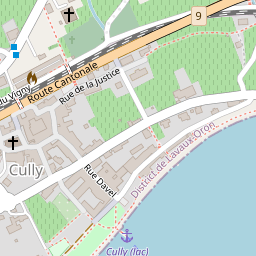 9
Route Cantonale
Rue de la Justice
du Vigny
Cully
Rue Davel
District de Lavaux-Oron
Cully (lac)